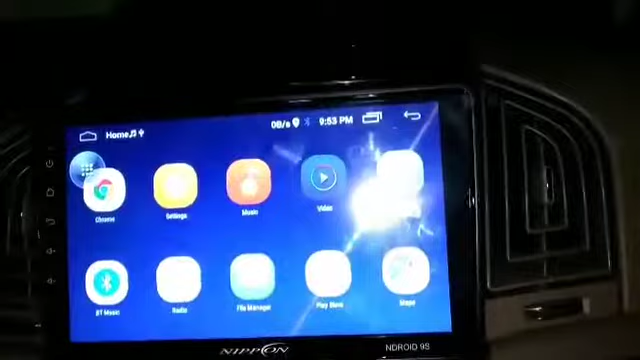 Home
0B/s 9:53 PM
Chrome Settings Music Video
BT Music Radio File Manager Play Store Maps
NIPPON NDROID 9S